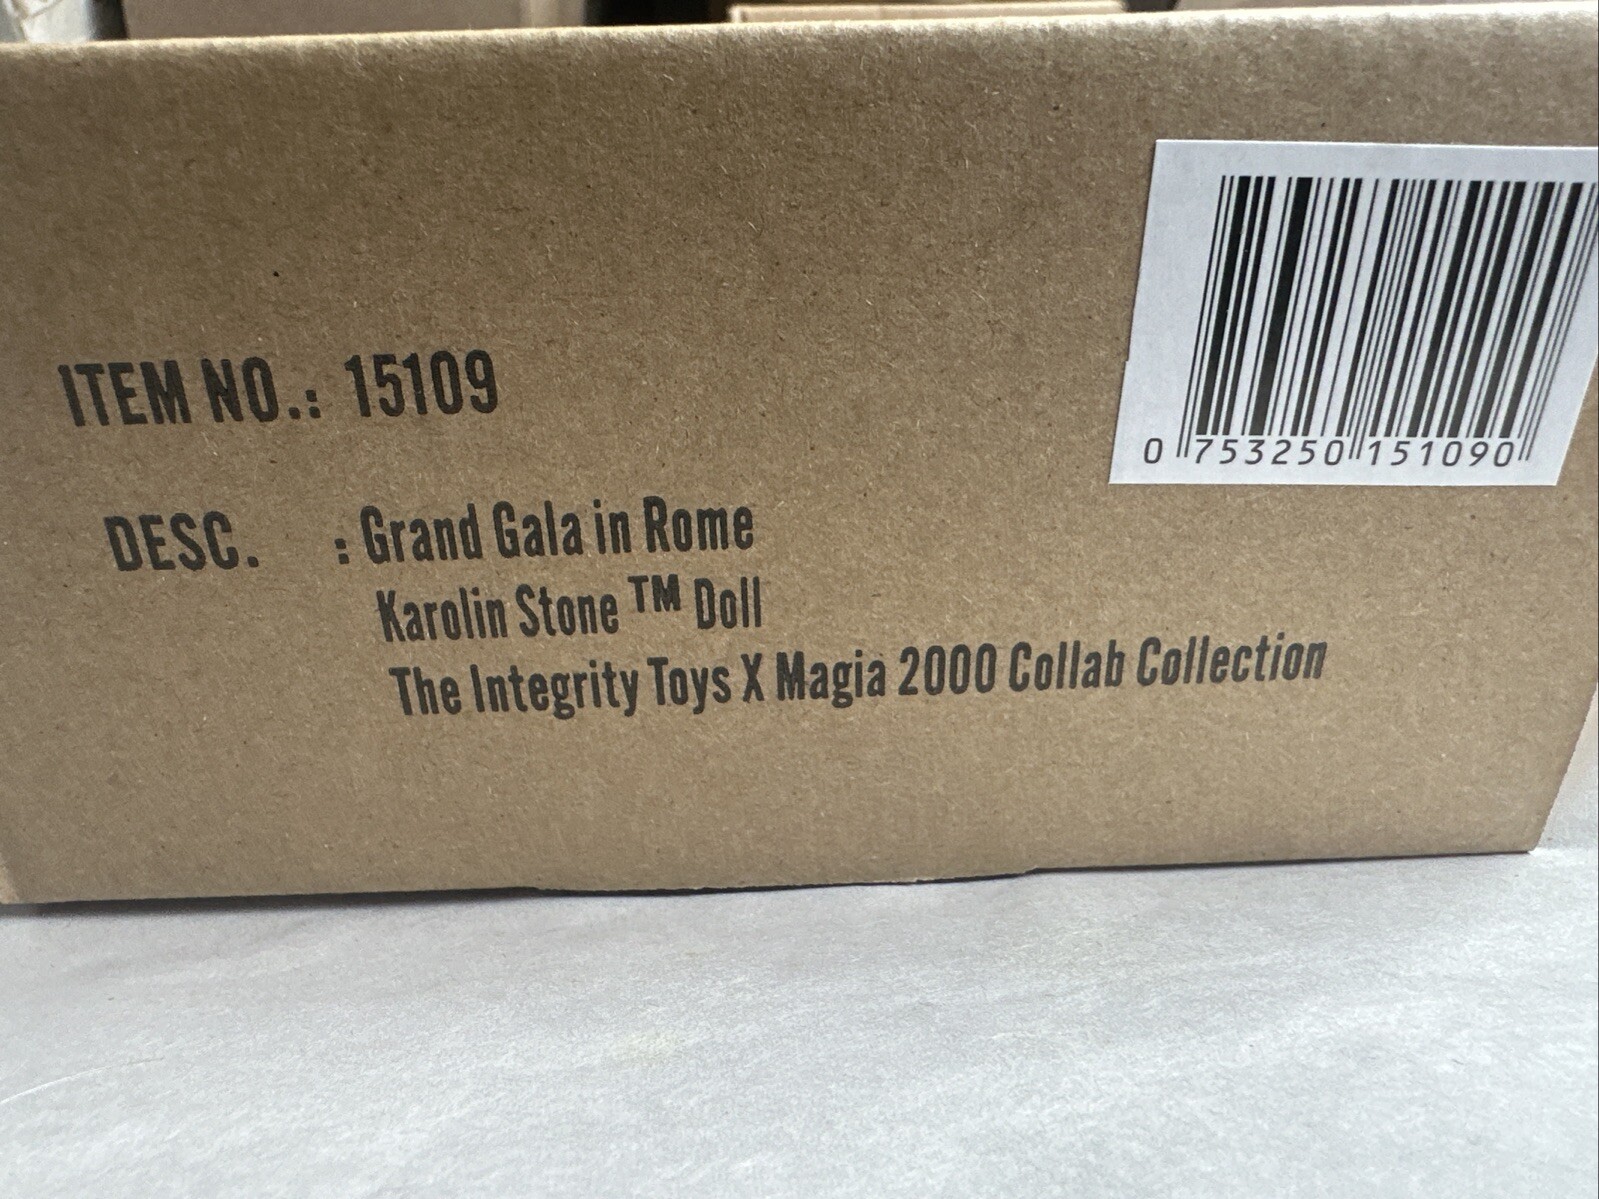 ITEM NO.: 15109
DESC. : Grand Gala in Rome
Karolin Stone ™ Doll
The Integrity Toys X Magia 2000 Collab Collection
0 753250 151090